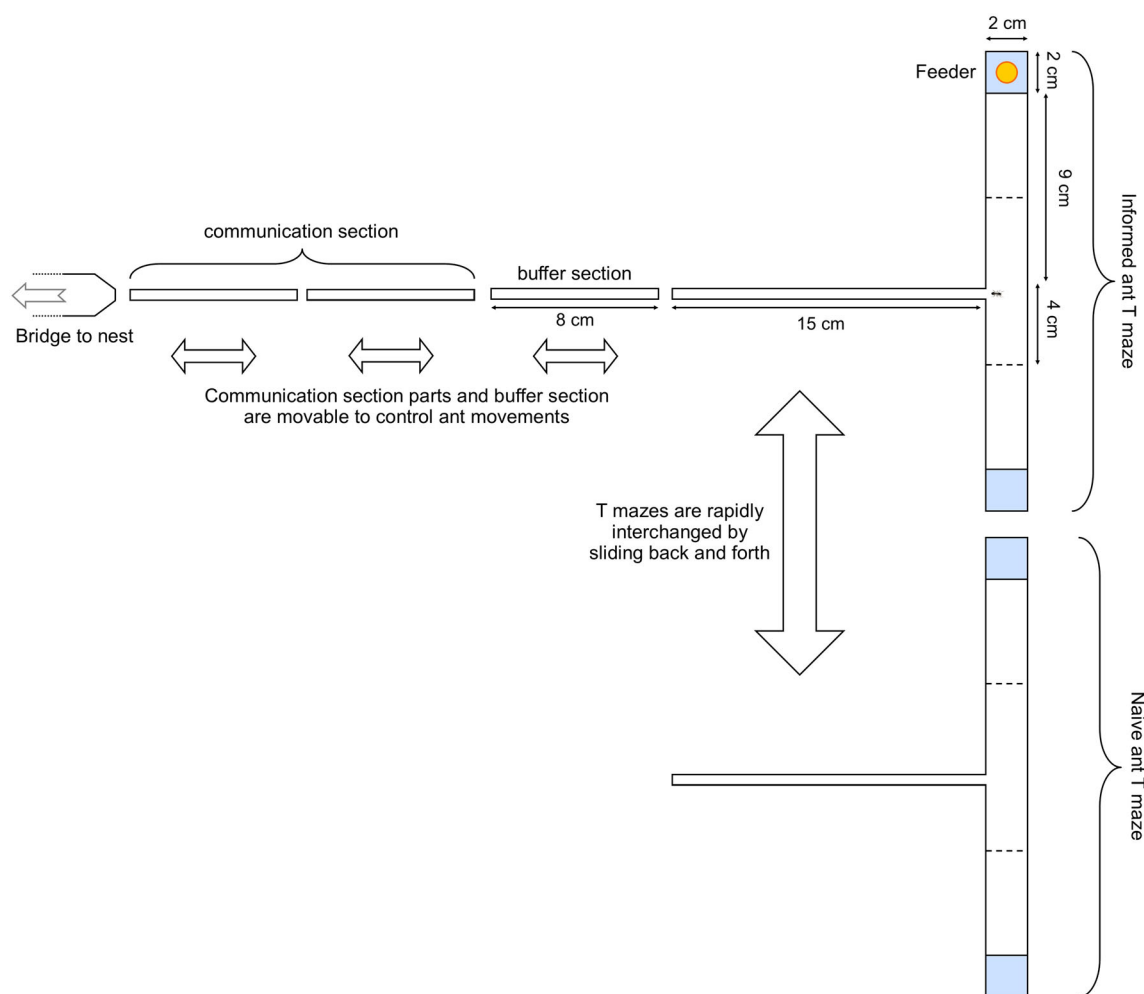 2 cm
Feeder
2 cm
9 cm
Informed ant T maze
communication section
buffer section
Bridge to nest
8 cm
15 cm
4 cm
Communication section parts and buffer section
are movable to control ant movements
T mazes are rapidly
interchanged by
sliding back and forth
Naive ant T maze